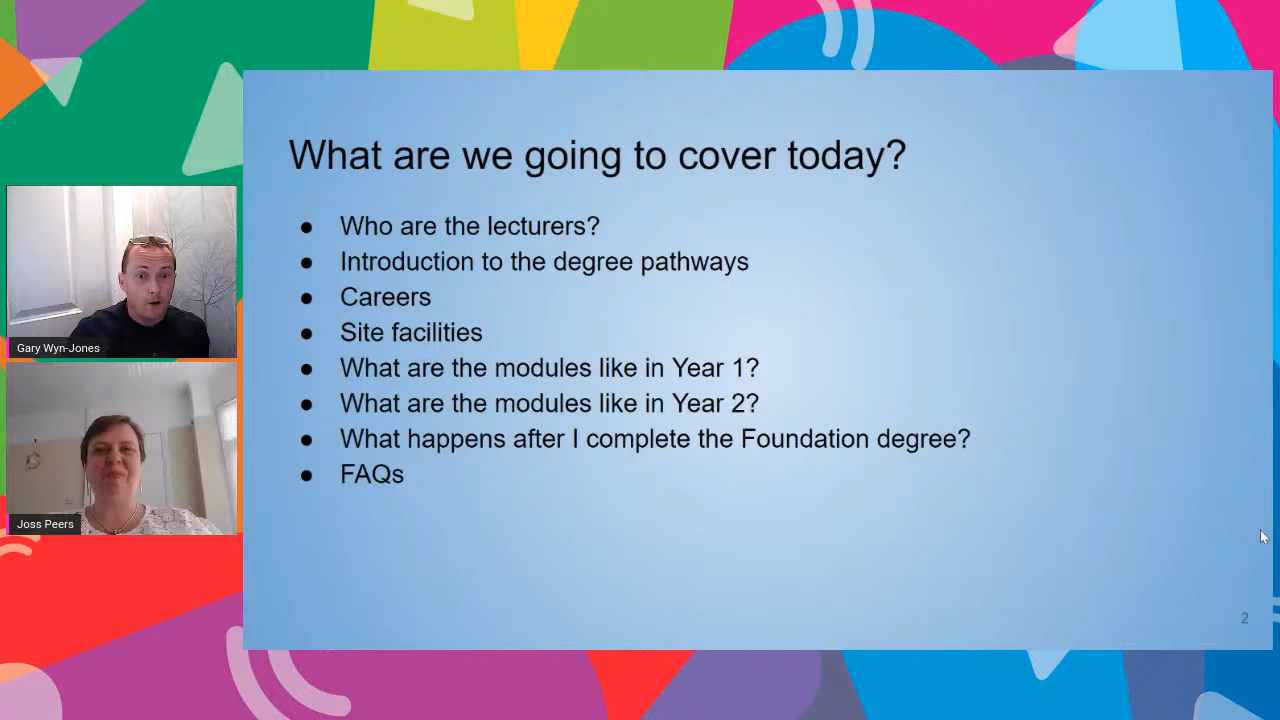 What are we going to cover today?
● Who are the lecturers?
● Introduction to the degree pathways
● Careers
● Site facilities
● What are the modules like in Year 1?
● What are the modules like in Year 2?
● What happens after I complete the Foundation degree?
● FAQs
Gary Wyn-Jones
Joss Peers
2